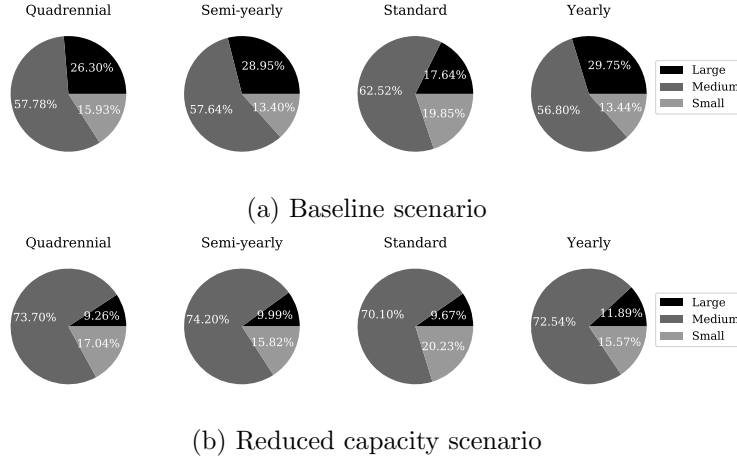 Quadrennial
Semi-yearly
Standard
Yearly
26.30%
57.78%
15.93%
28.95%
57.64%
13.40%
17.64%
62.52%
19.85%
29.75%
56.80%
13.44%
Large
Medium
Small
(a) Baseline scenario
Quadrennial
Semi-yearly
Standard
Yearly
73.70%
9.26%
17.04%
74.20%
9.99%
15.82%
70.10%
9.67%
20.23%
72.54%
11.89%
15.57%
Large
Medium
Small
(b) Reduced capacity scenario